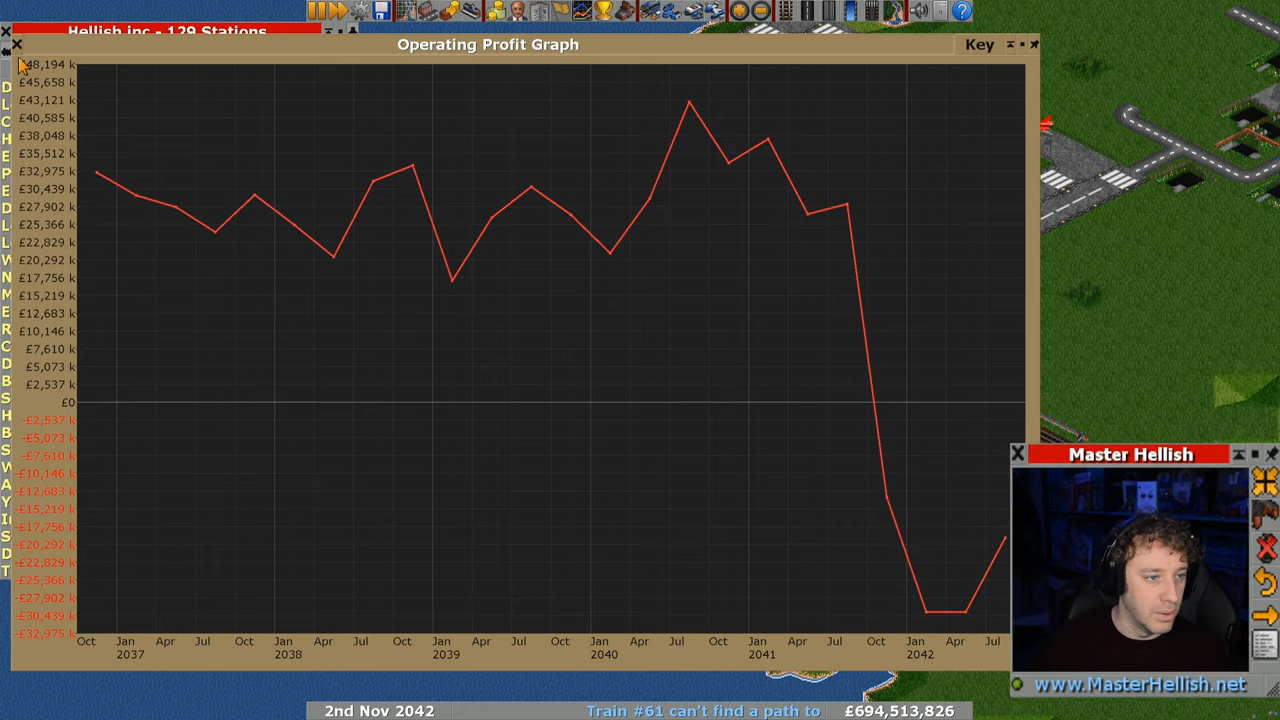 Hellish inc - 129 Stations
Operating Profit Graph
Key
£45,658 k
£43,121 k
£40,585 k
£38,048 k
£35,512 k
£32,975 k
£30,439 k
£27,902 k
£25,366 k
£22,829 k
£20,292 k
£17,756 k
£15,219 k
£12,683 k
£10,146 k
£7,610 k
£5,073 k
£2,537 k
£0
-£2,537 k
-£5,073 k
-£7,610 k
-£10,146 k
-£12,683 k
-£15,219 k
-£17,756 k
-£20,292 k
-£22,829 k
-£25,366 k
-£27,902 k
-£30,439 k
-£32,975 k
Oct Jan Apr Jul Oct Jan Apr Jul Oct Jan Apr Jul Oct Jan Apr Jul Oct Jan Apr Jul Oct Jan Apr Jul
2037 2038 2039 2040 2041 2042
Master Hellish
www.MasterHellish.net
2nd Nov 2042
Train #61 can't find a path to
£694,513,826